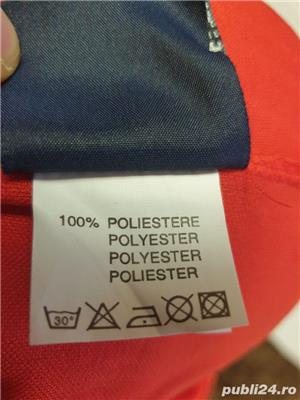 100% POLIESTERE
POLYESTER
POLYESTER
POLIESTER
30°
publi24.ro